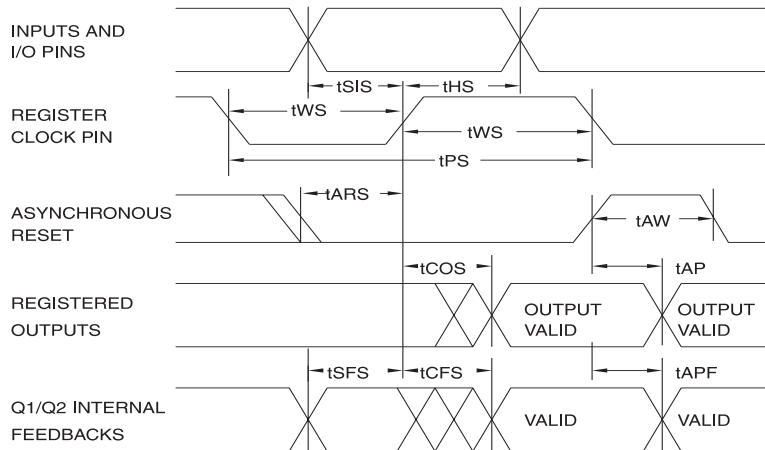 INPUTS AND
I/O PINS
tSIS
tHS
REGISTER
CLOCK PIN
tWS
tWS
tPS
tARS
ASYNCHRONOUS
RESET
tAW
tCOS
tAP
REGISTERED
OUTPUTS
OUTPUT
VALID
OUTPUT
VALID
tSFS
tCFS
tAPF
Q1/Q2 INTERNAL
FEEDBACKS
VALID
VALID